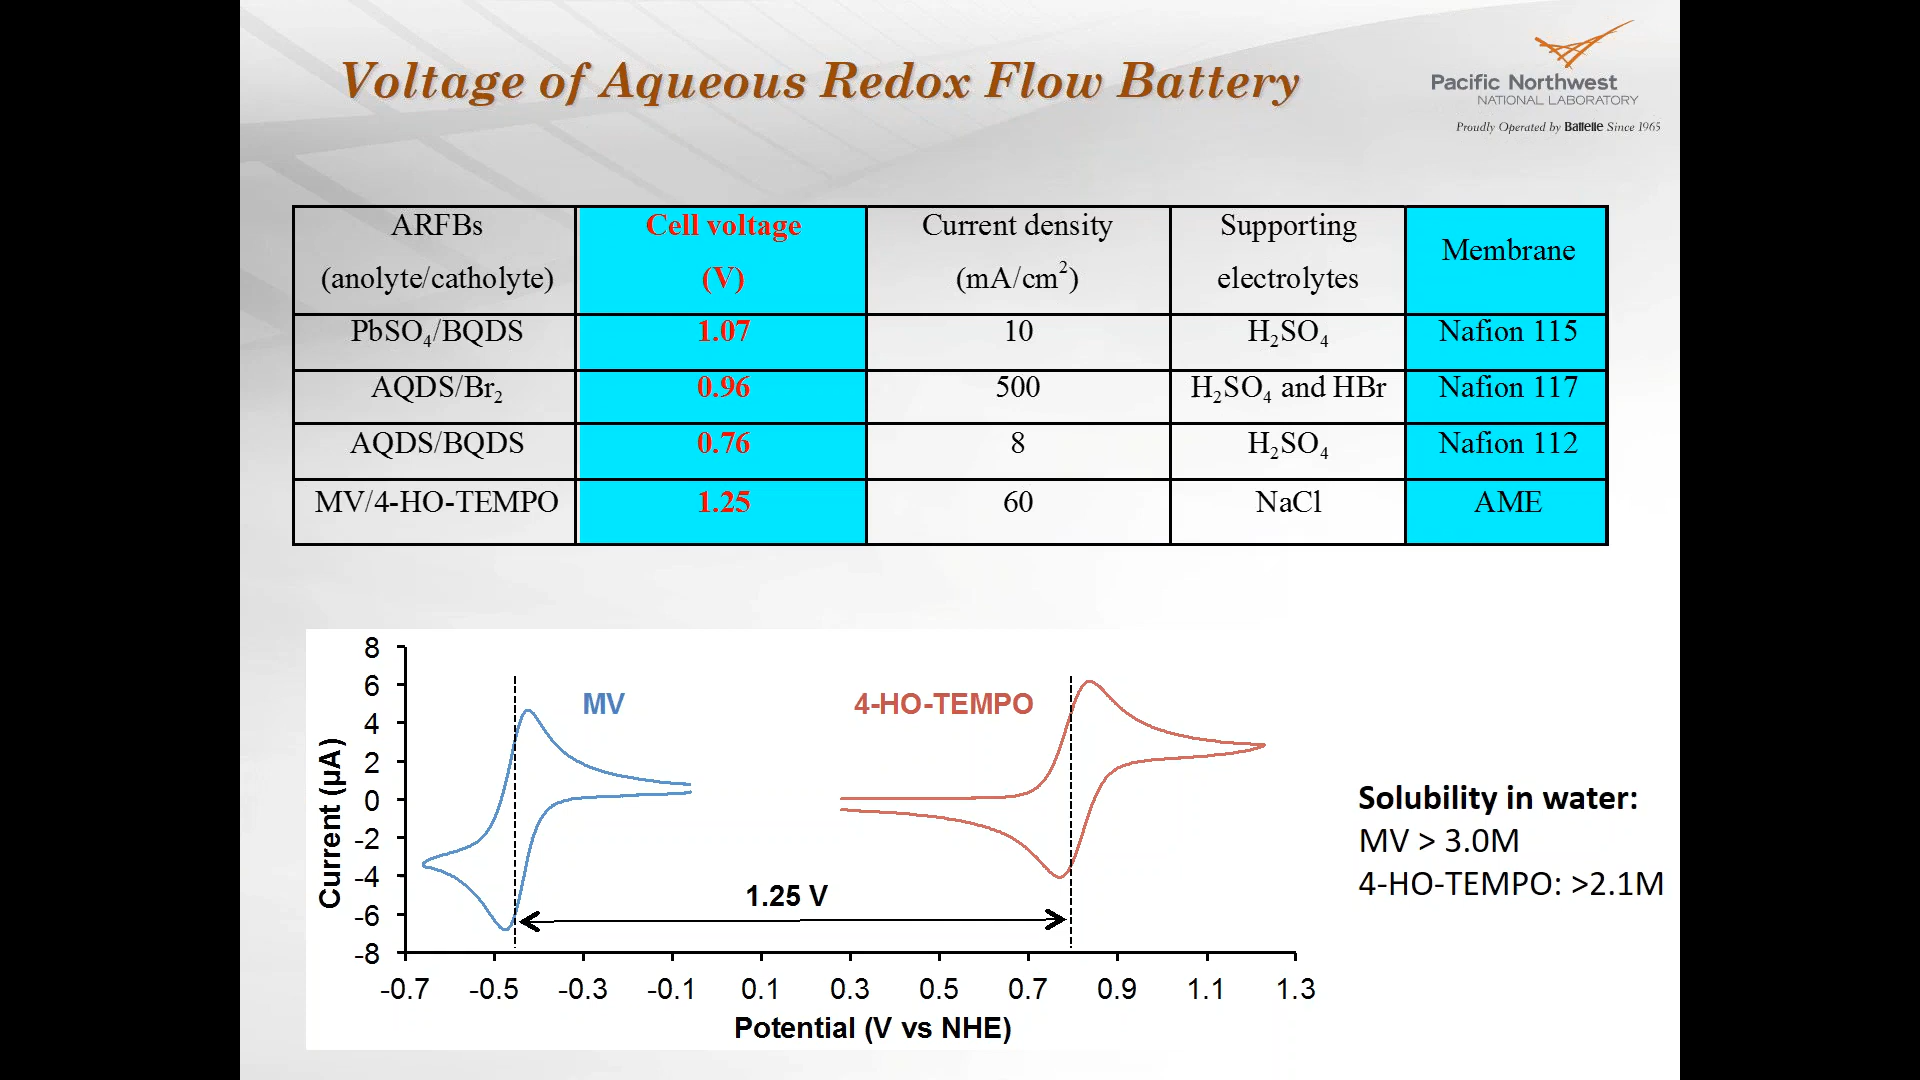 Voltage of Aqueous Redox Flow Battery
Pacific Northwest
NATIONAL LABORATORY
Proudly Operated by Battelle Since 1965
ARFBs (anolyte/catholyte) Cell voltage (V) Current density (mA/cm²) Supporting electrolytes Membrane
PbSO₄/BQDS 1.07 10 H₂SO₄ Nafion 115
AQDS/Br₂ 0.96 500 H₂SO₄ and HBr Nafion 117
AQDS/BQDS 0.76 8 H₂SO₄ Nafion 112
MV/4-HO-TEMPO 1.25 60 NaCl AME
Current (µA)
8
6
4
2
0
-2
-4
-6
-8
MV
4-HO-TEMPO
1.25 V
-0.7 -0.5 -0.3 -0.1 0.1 0.3 0.5 0.7 0.9 1.1 1.3
Potential (V vs NHE)
Solubility in water:
MV > 3.0M
4-HO-TEMPO: >2.1M